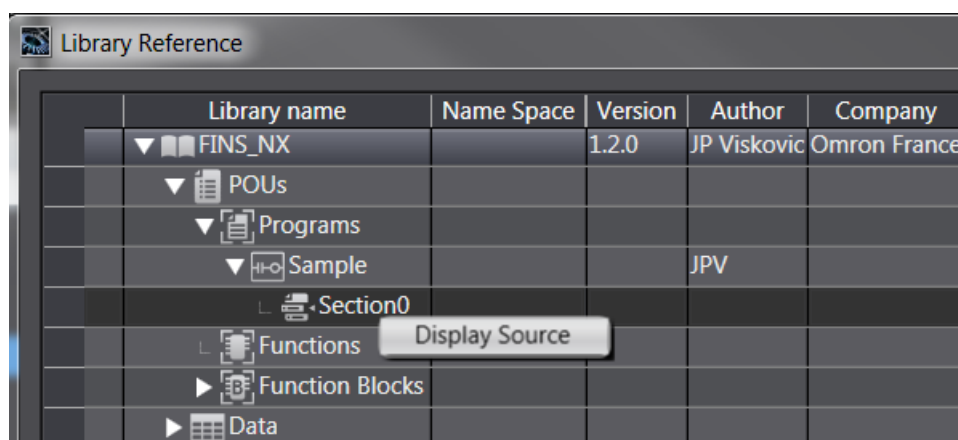 Library Reference
Library name Name Space Version Author Company
FINS_NX 1.2.0 JP Viskovic Omron France
POUs
Programs
Sample JPV
Section0
Display Source
Functions
Function Blocks
Data